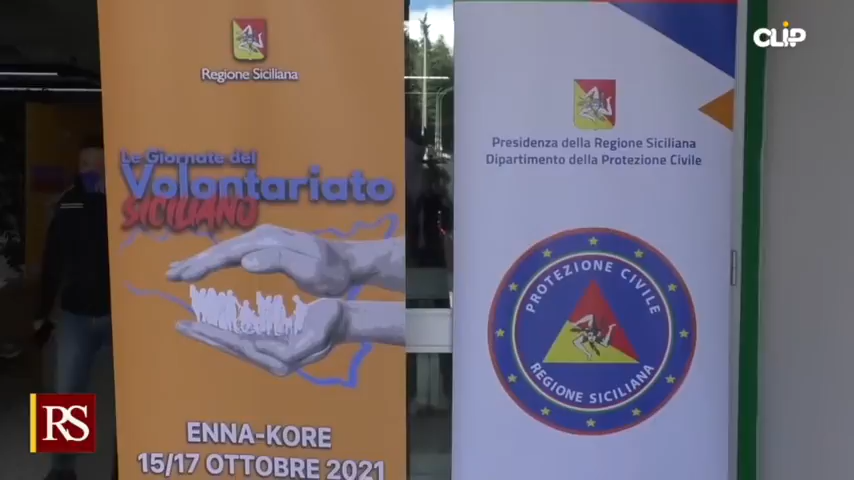 CLIP
Regione Siciliana
Le Giornate del
Volontariato
SICILIANO
ENNA-KORE
15/17 OTTOBRE 2021
Presidenza della Regione Siciliana
Dipartimento della Protezione Civile
PROTEZIONE CIVILE
REGIONE SICILIANA
RS